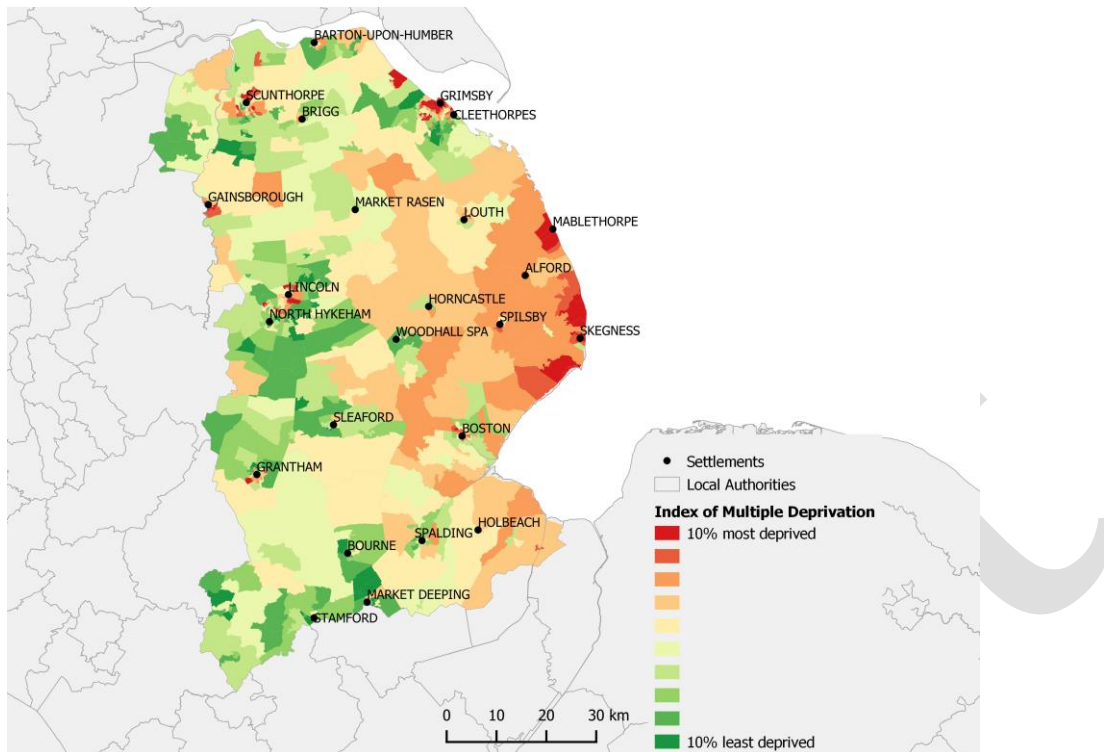 BARTON-UPON-HUMBER
SCUNTHORPE
GRIMSBY
BRIGG
CLEETHORPES
GAINSBOROUGH
MARKET RASEN
LOUTH
MABLETHORPE
ALFORD
LINCOLN
HORNCASTLE
NORTH HYKEHAM
SPILSBY
WOODHALL SPA
SKEGNESS
SLEAFORD
BOSTON
GRANTHAM
HOLBEACH
SPALDING
BOURNE
MARKET DEEPING
STAMFORD
Settlements
Local Authorities
Index of Multiple Deprivation
10% most deprived
10% least deprived
0 10 20 30 km